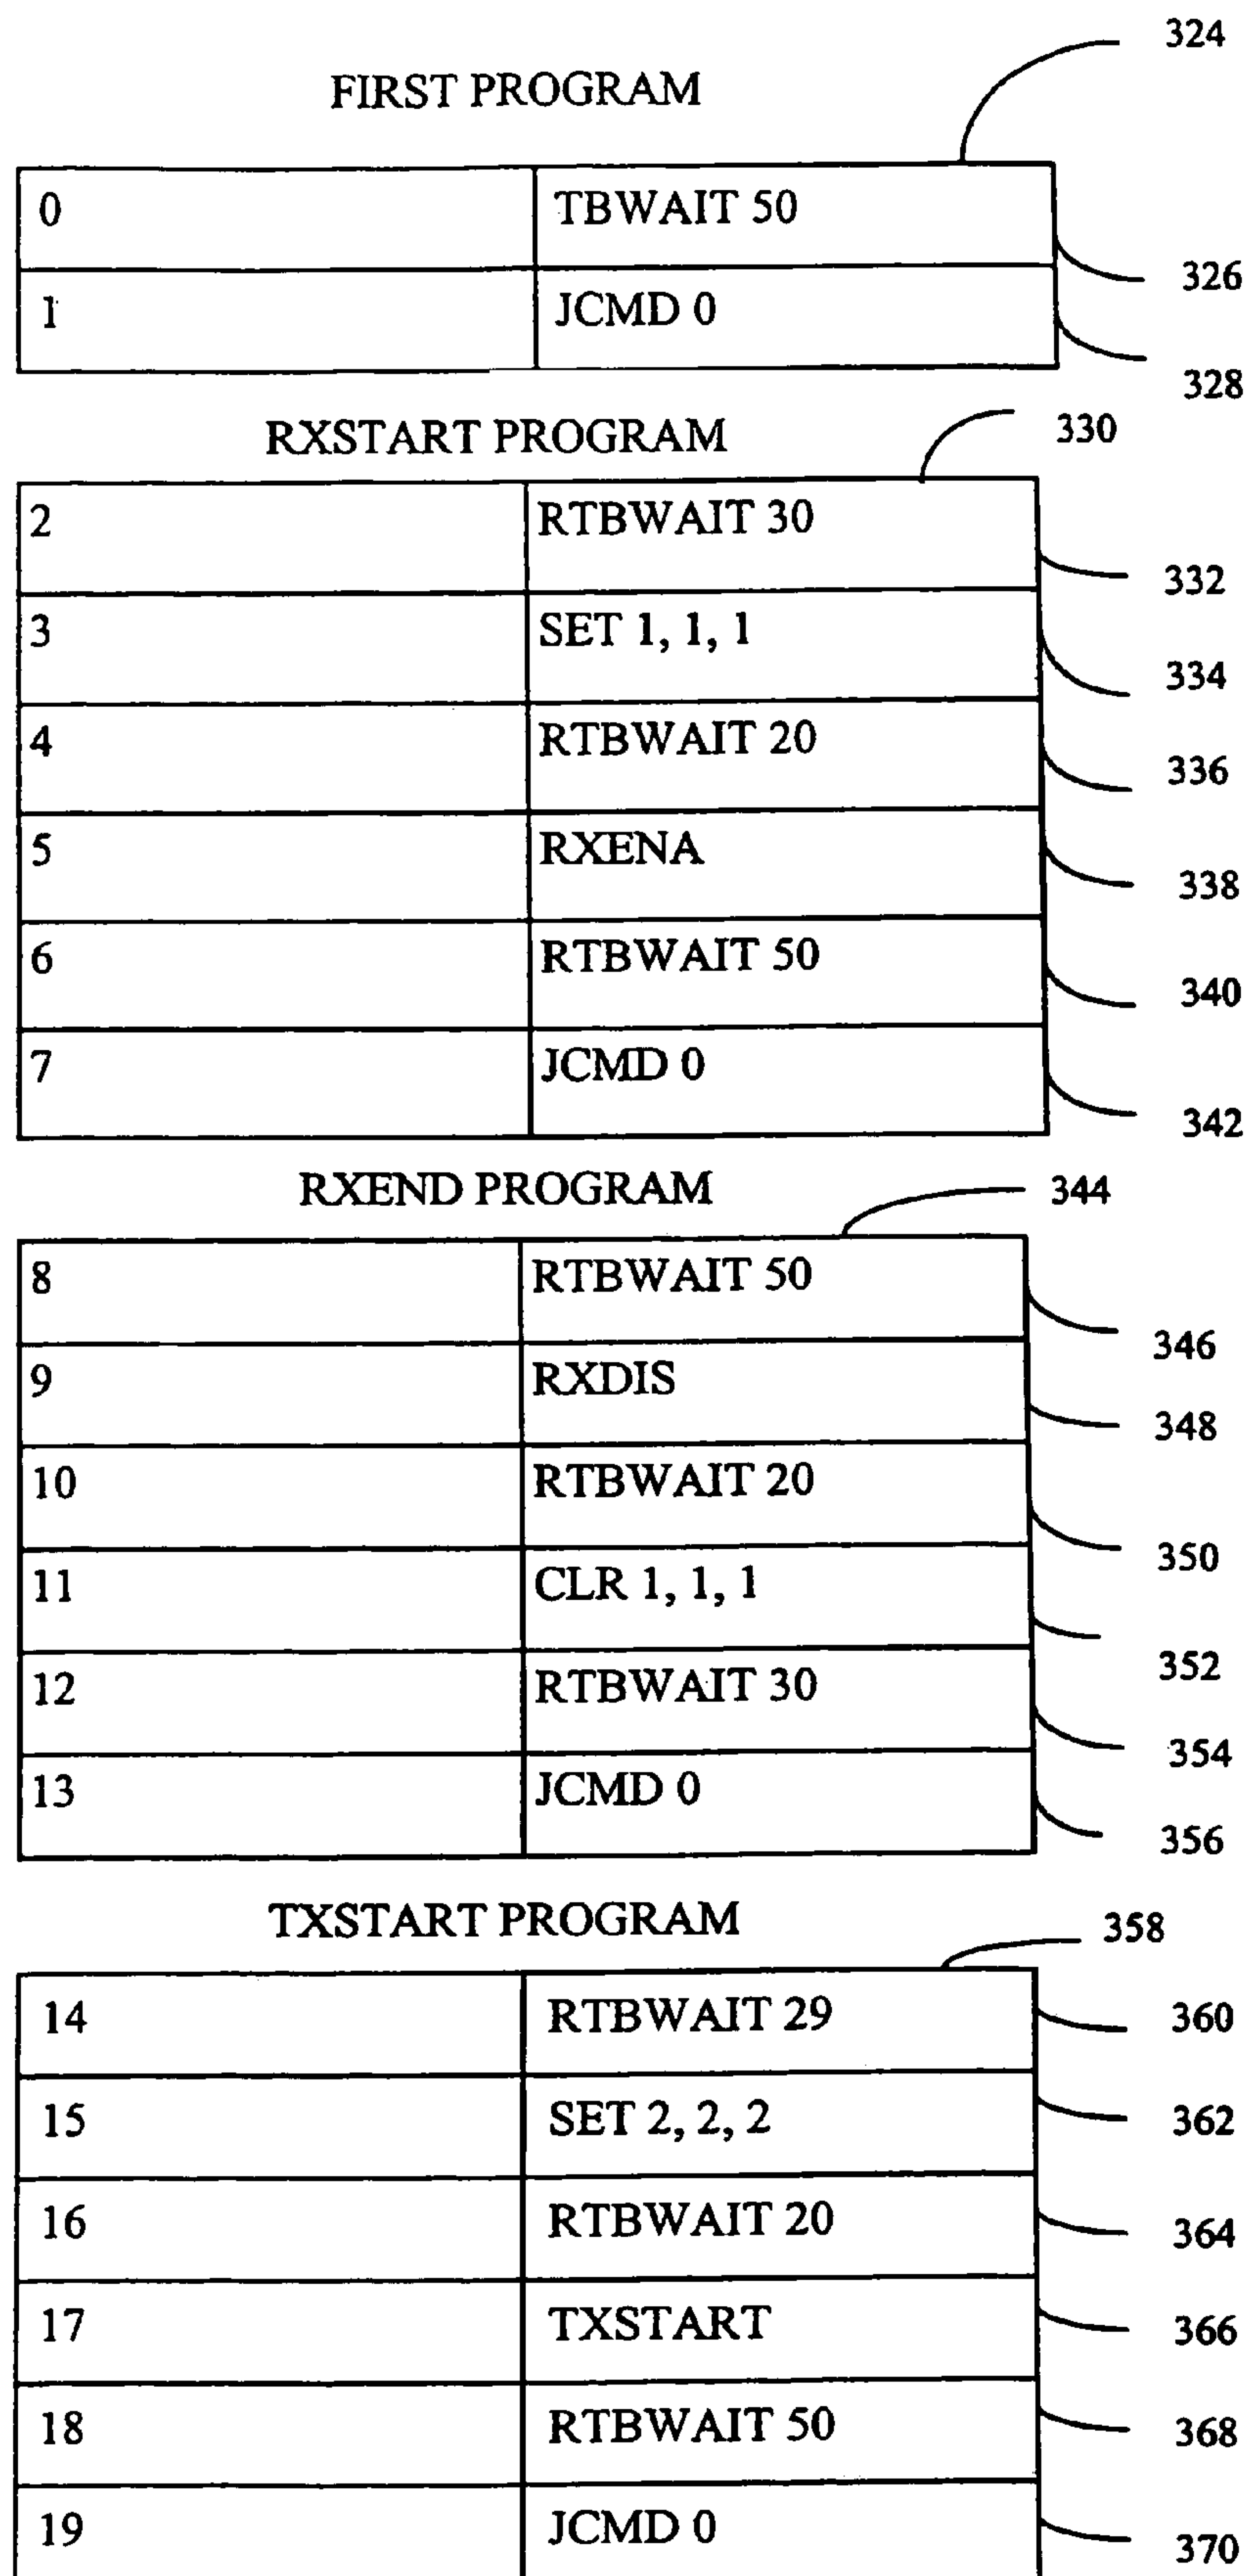 324
FIRST PROGRAM
0 TBWAIT 50
326
1 JCMD 0
328
RXSTART PROGRAM 330
2 RTBWAIT 30
332
3 SET 1, 1, 1
334
4 RTBWAIT 20
336
5 RXENA
338
6 RTBWAIT 50
340
7 JCMD 0
342
RXEND PROGRAM 344
8 RTBWAIT 50
346
9 RXDIS
348
10 RTBWAIT 20
350
11 CLR 1, 1, 1
352
12 RTBWAIT 30
354
13 JCMD 0
356
TXSTART PROGRAM 358
14 RTBWAIT 29 360
15 SET 2, 2, 2 362
16 RTBWAIT 20 364
17 TXSTART 366
18 RTBWAIT 50 368
19 JCMD 0 370